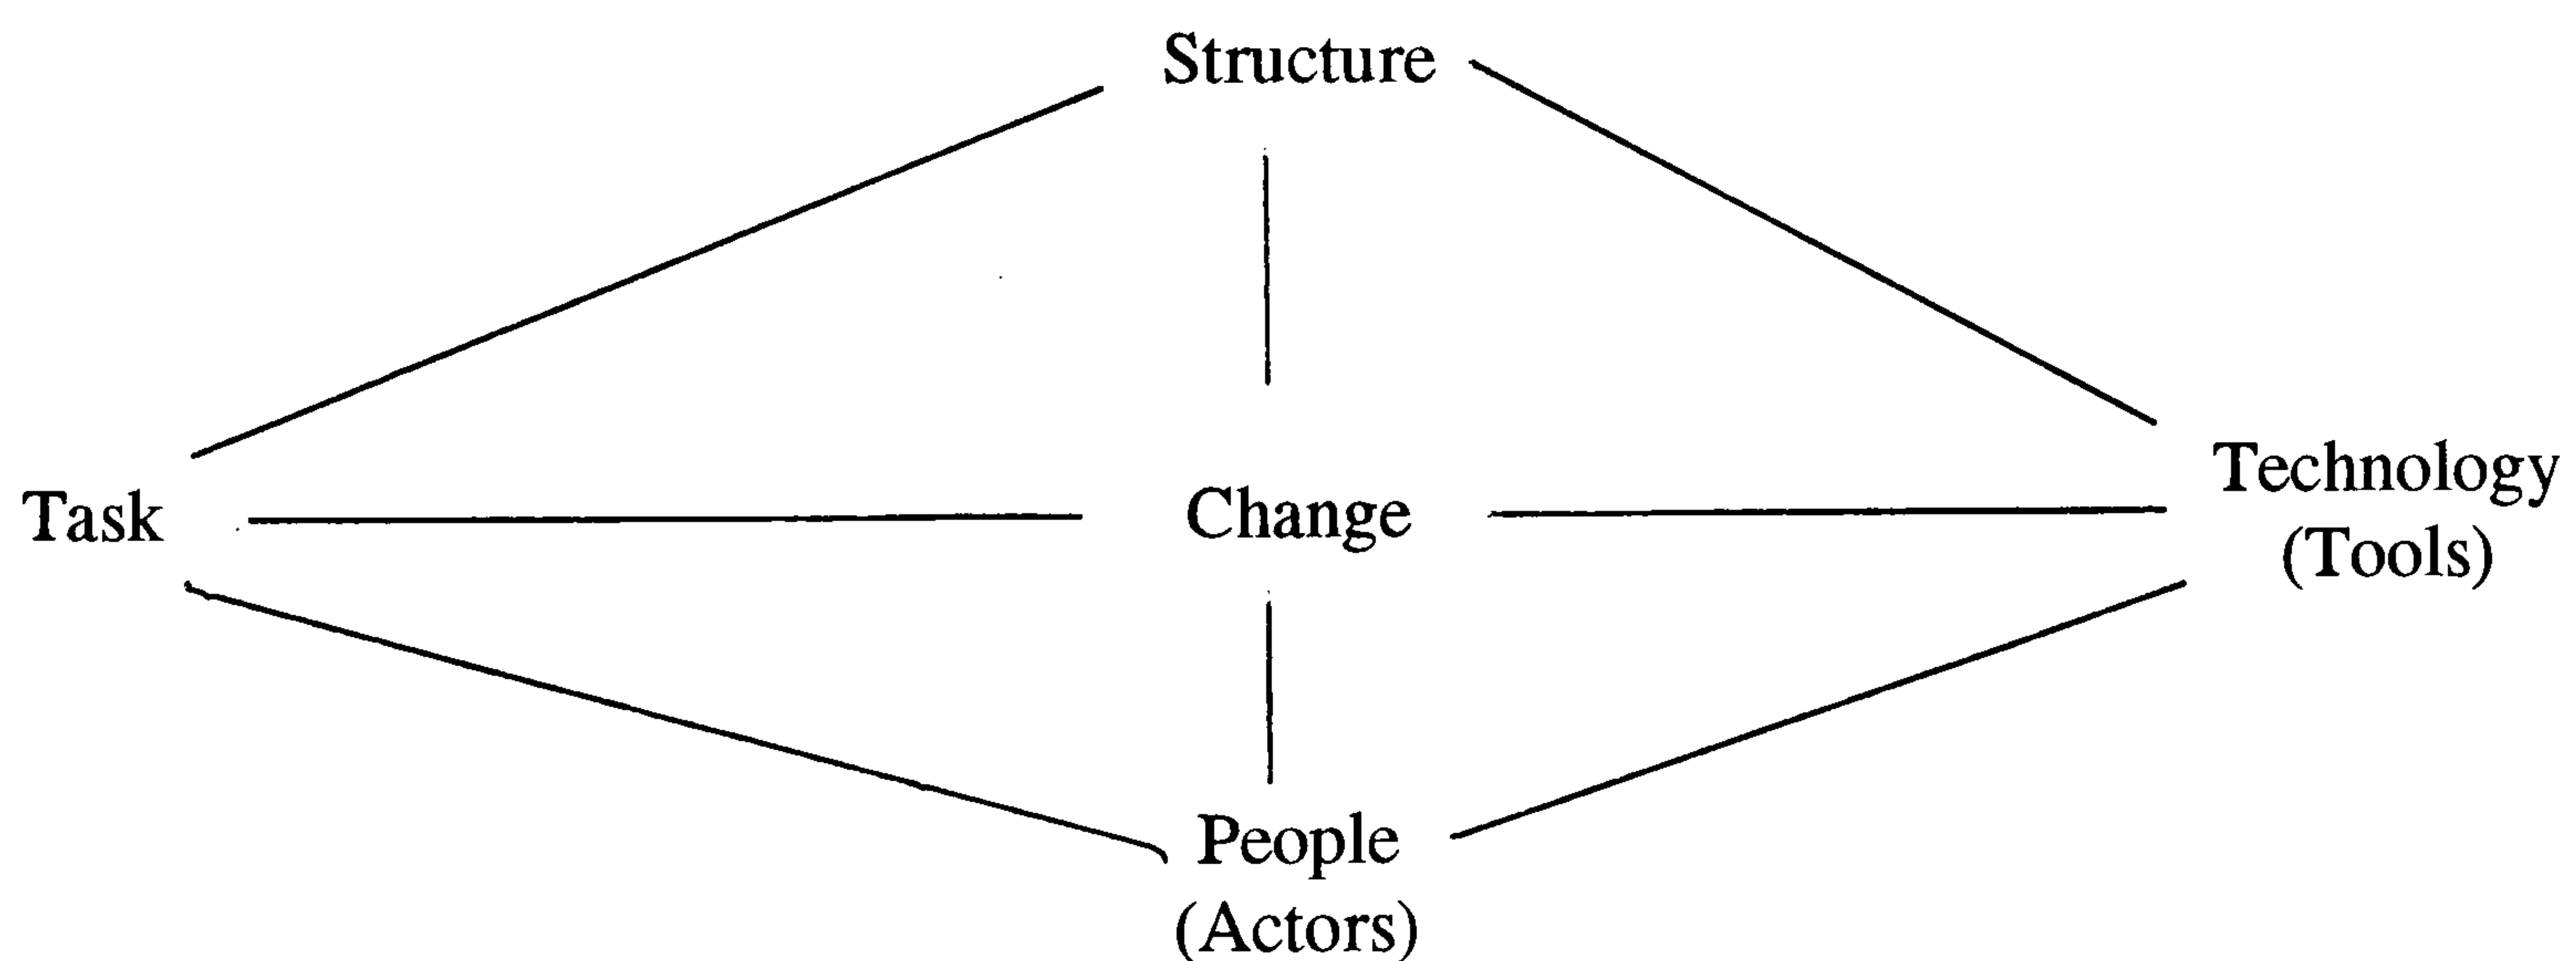 Structure
Task
Change
Technology
(Tools)
People
(Actors)